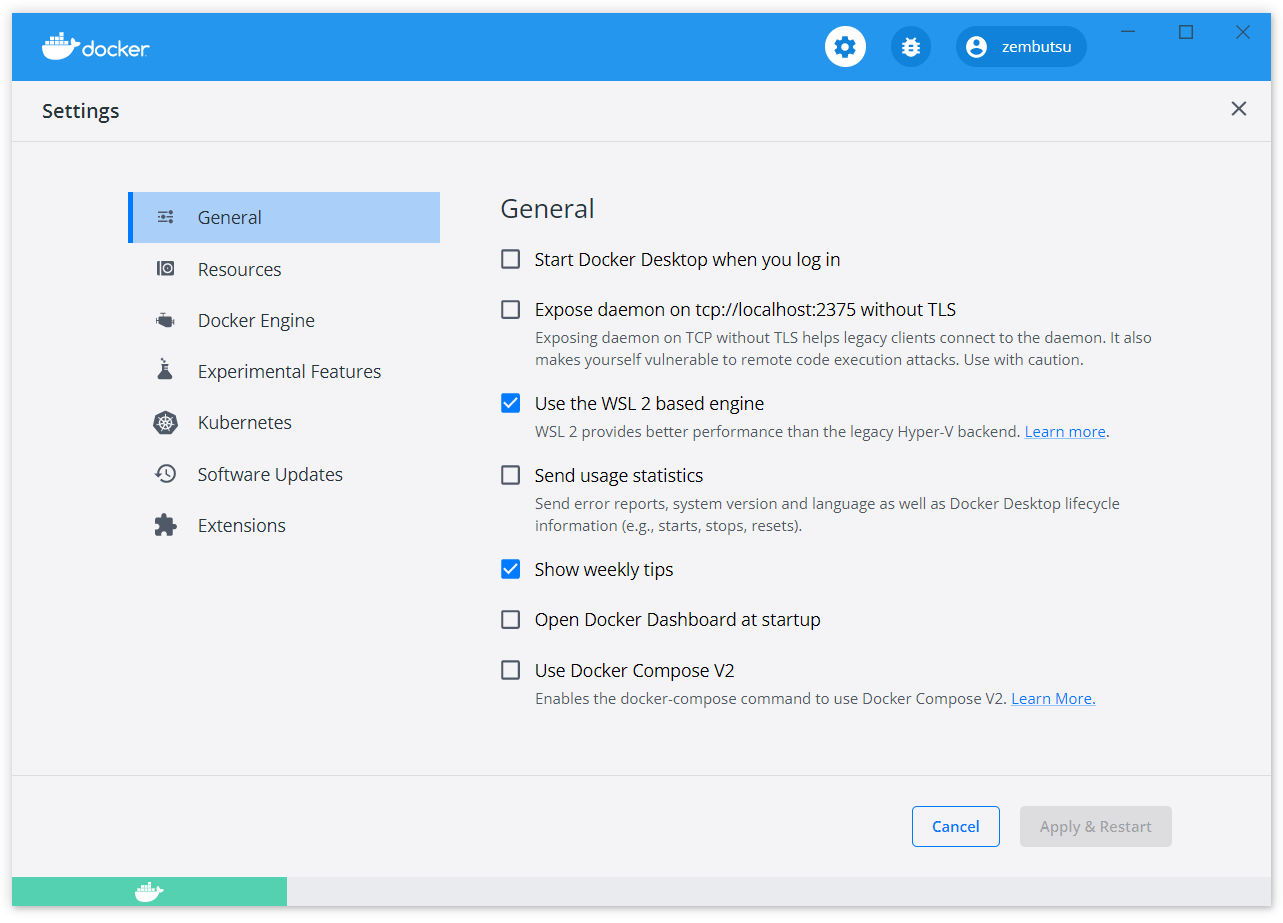 docker
zembutsu
Settings
General
Resources
Docker Engine
Experimental Features
Kubernetes
Software Updates
Extensions
General
Start Docker Desktop when you log in
Expose daemon on tcp://localhost:2375 without TLS
Exposing daemon on TCP without TLS helps legacy clients connect to the daemon. It also
makes yourself vulnerable to remote code execution attacks. Use with caution.
Use the WSL 2 based engine
WSL 2 provides better performance than the legacy Hyper-V backend. Learn more.
Send usage statistics
Send error reports, system version and language as well as Docker Desktop lifecycle
information (e.g., starts, stops, resets).
Show weekly tips
Open Docker Dashboard at startup
Use Docker Compose V2
Enables the docker-compose command to use Docker Compose V2. Learn More.
Cancel
Apply & Restart